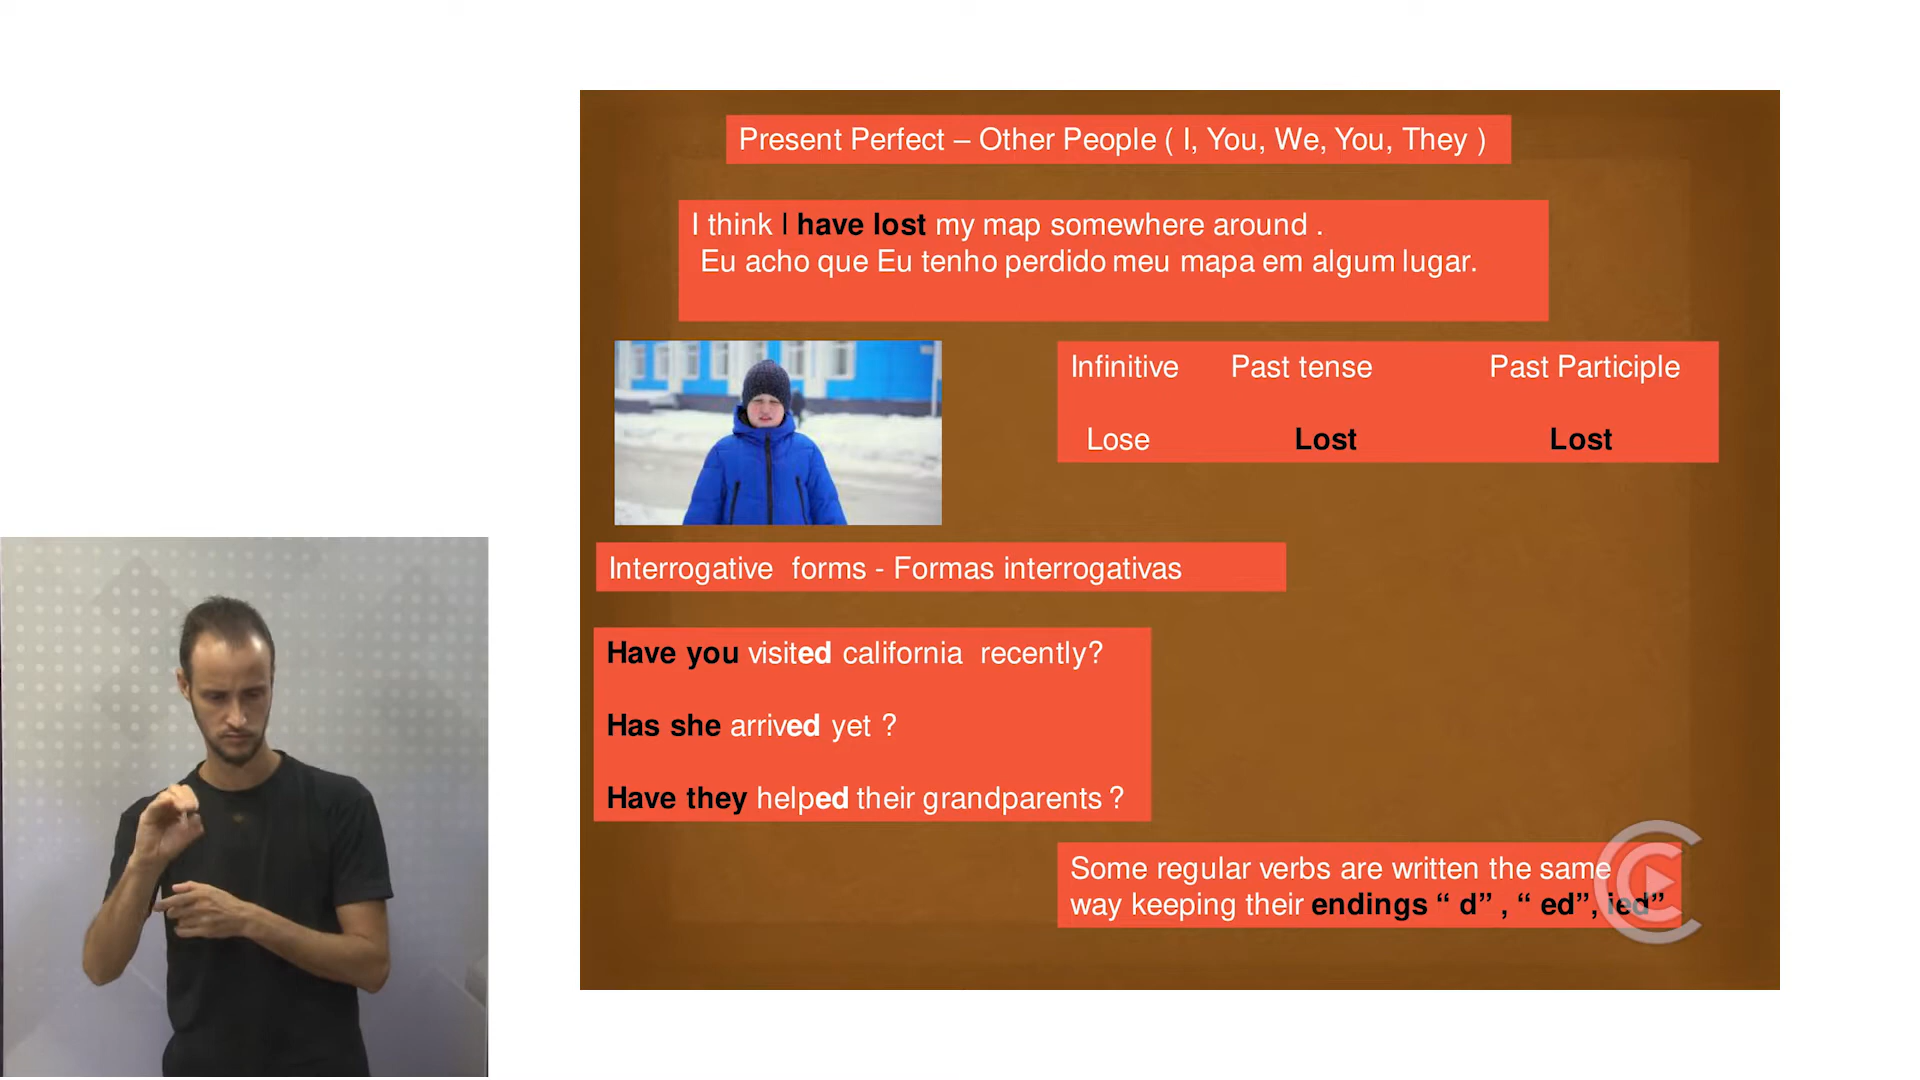 Present Perfect – Other People ( I, You, We, You, They )
I think I have lost my map somewhere around .
Eu acho que Eu tenho perdido meu mapa em algum lugar.
Infinitive Past tense Past Participle
Lose Lost Lost
Interrogative forms - Formas interrogativas
Have you visited california recently?
Has she arrived yet ?
Have they helped their grandparents ?
Some regular verbs are written the same
way keeping their endings “ d” , “ ed”, ied”